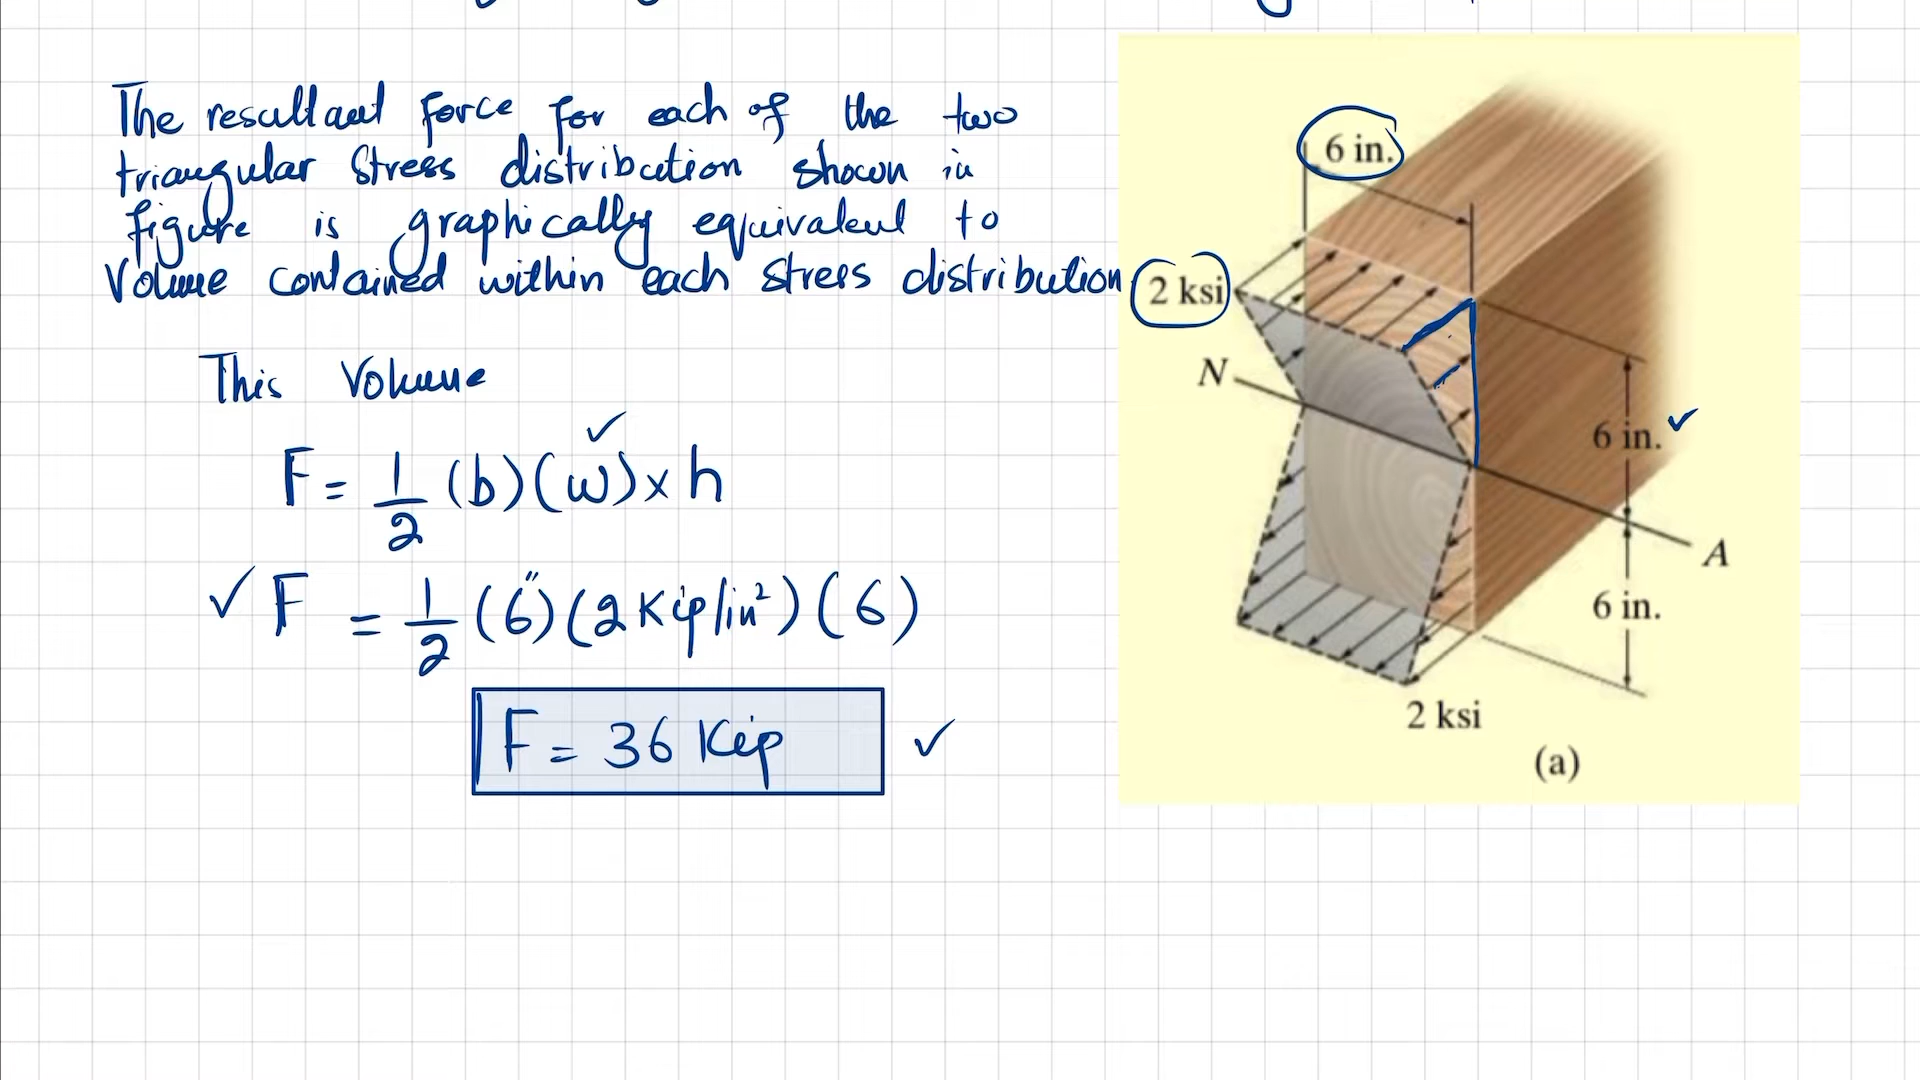 The resultant force for each of the two
triangular stress distribution shown in
figure is graphically equivalent to
Volume contained within each stress distribution
This Volume
F = 1/2 (b)(w) x h
✓ F = 1/2 (6")(2 Kip/in²)(6)
F = 36 Kip ✓
6 in.
2 ksi
N
6 in. ✓
A
6 in.
2 ksi
(a)